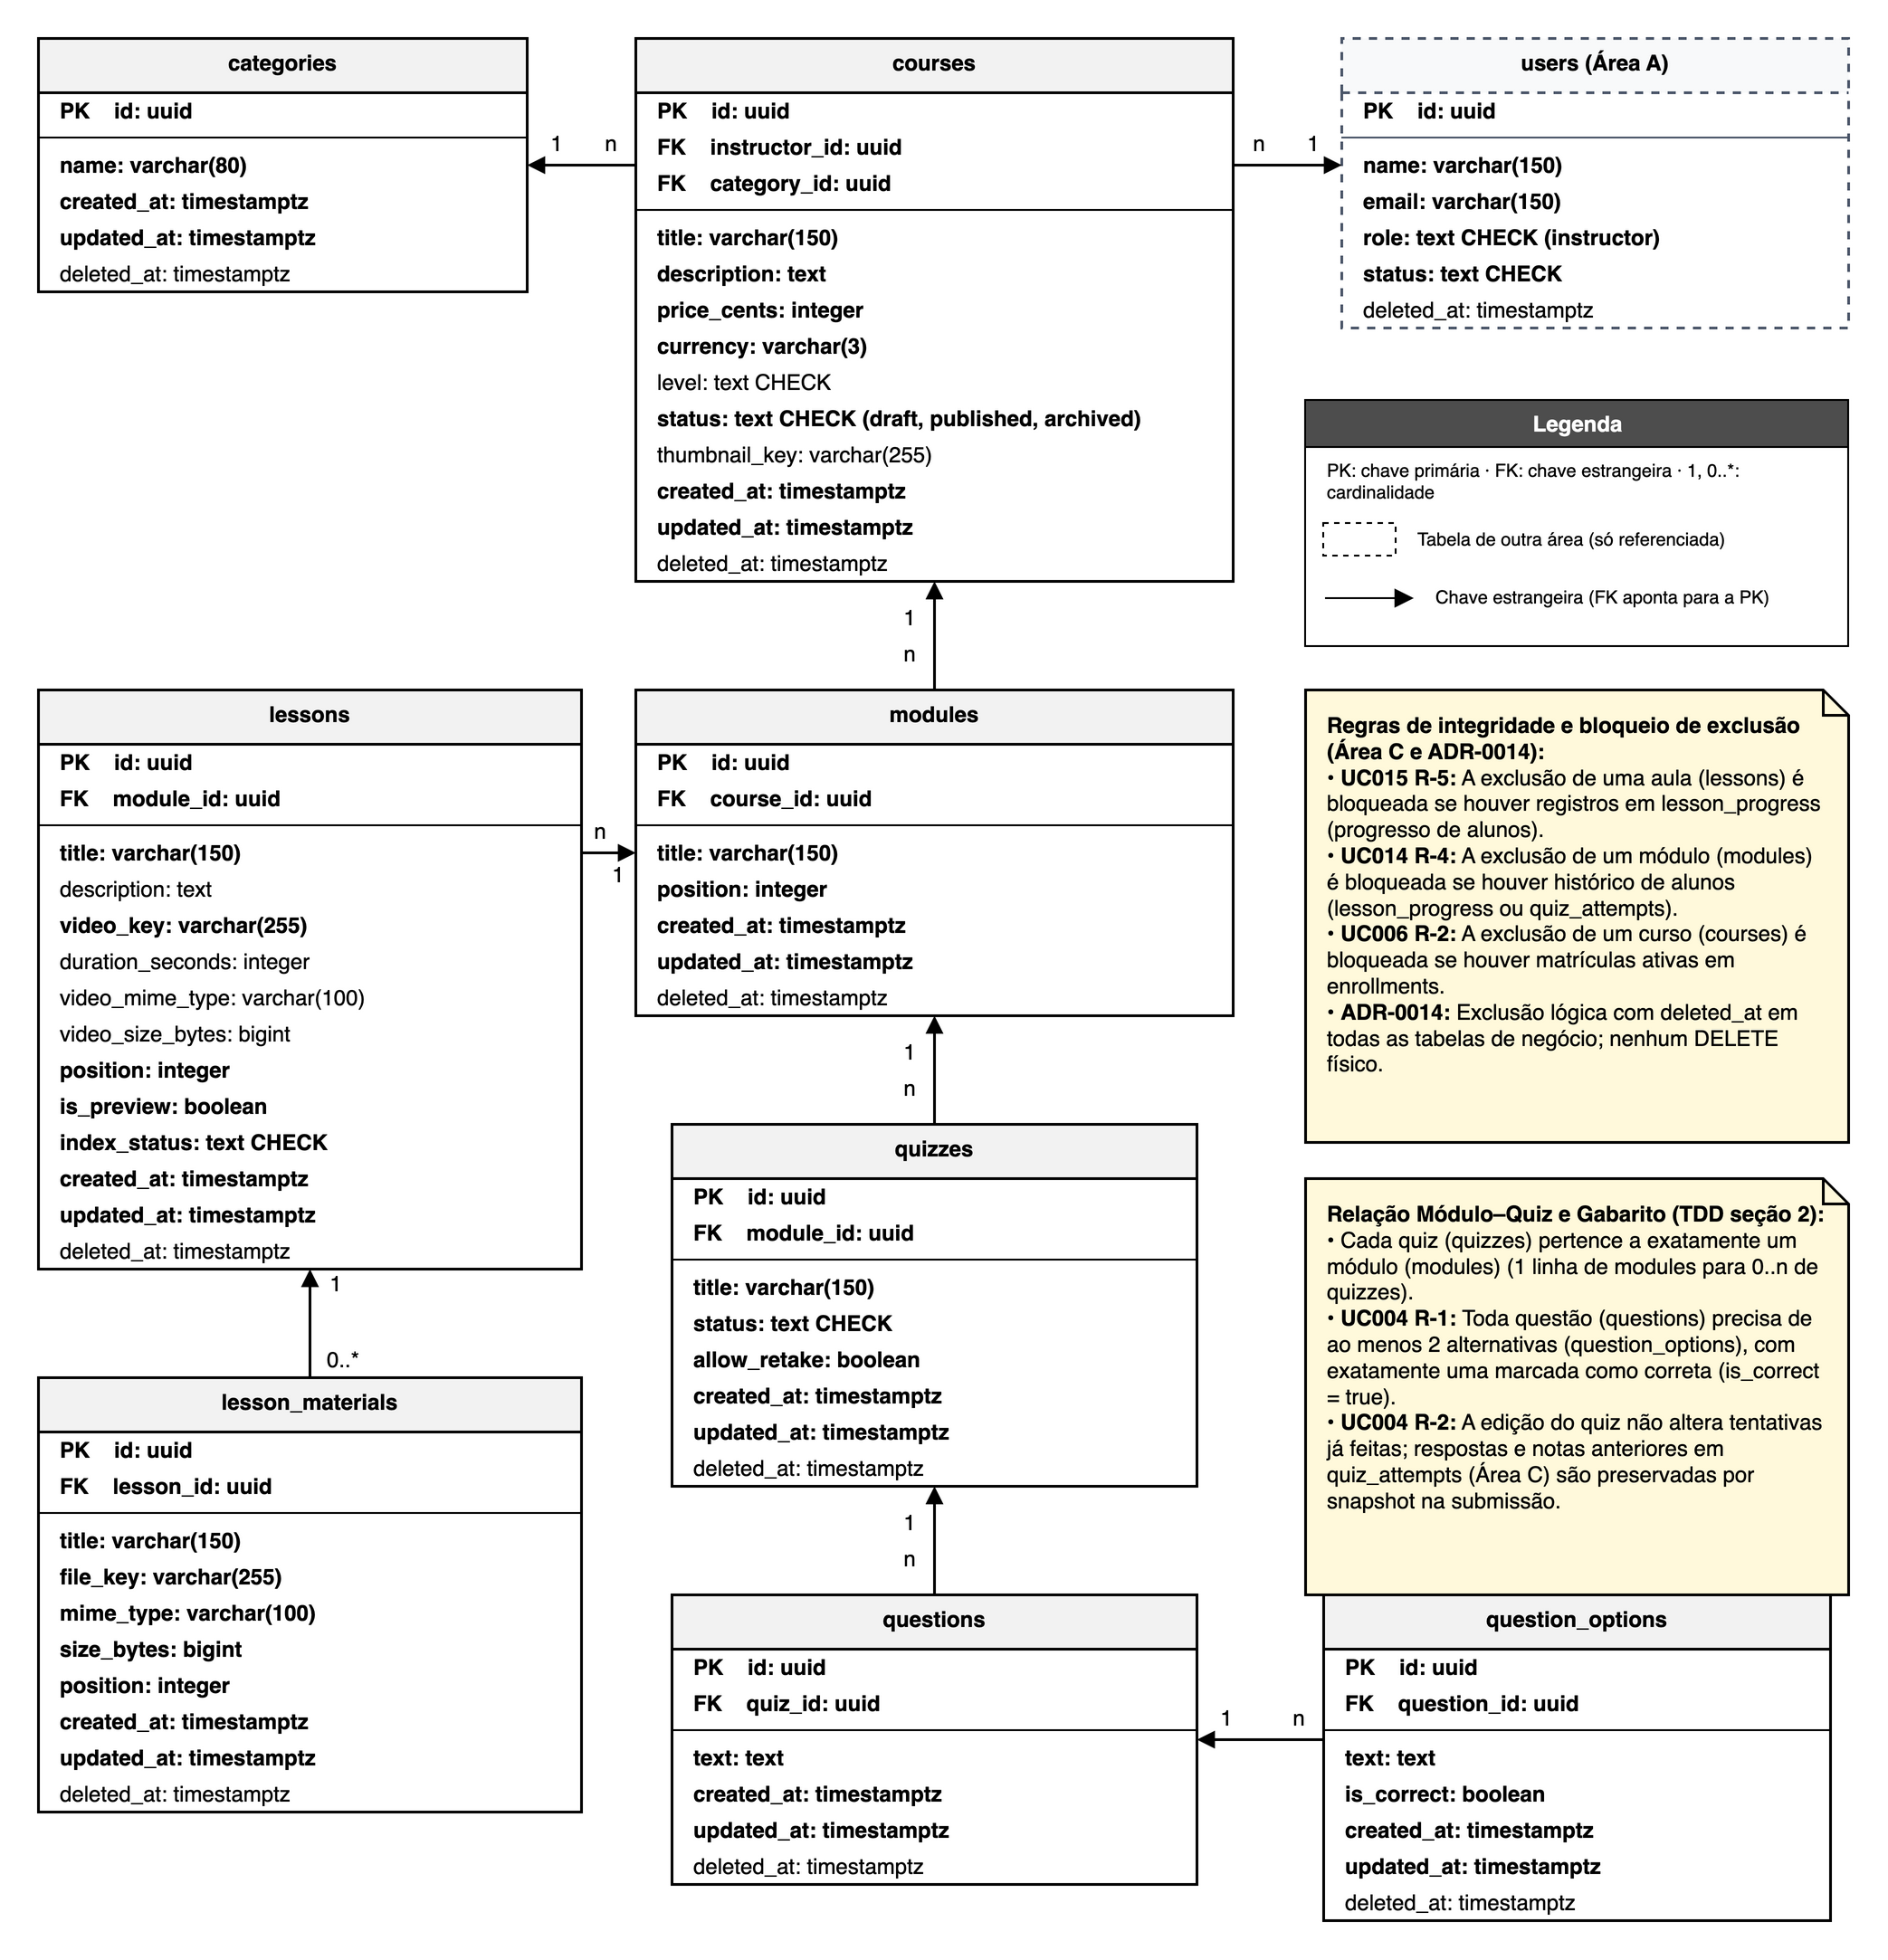 categories
PK id: uuid
name: varchar(80)
created_at: timestamptz
updated_at: timestamptz
deleted_at: timestamptz
1 n
courses
PK id: uuid
FK instructor_id: uuid
FK category_id: uuid
title: varchar(150)
description: text
price_cents: integer
currency: varchar(3)
level: text CHECK
status: text CHECK (draft, published, archived)
thumbnail_key: varchar(255)
created_at: timestamptz
updated_at: timestamptz
deleted_at: timestamptz
n 1
users (Área A)
PK id: uuid
name: varchar(150)
email: varchar(150)
role: text CHECK (instructor)
status: text CHECK
deleted_at: timestamptz
Legenda
PK: chave primária · FK: chave estrangeira · 1, 0..*:
cardinalidade
Tabela de outra área (só referenciada)
Chave estrangeira (FK aponta para a PK)
1
n
lessons
PK id: uuid
FK module_id: uuid
title: varchar(150)
description: text
video_key: varchar(255)
duration_seconds: integer
video_mime_type: varchar(100)
video_size_bytes: bigint
position: integer
is_preview: boolean
index_status: text CHECK
created_at: timestamptz
updated_at: timestamptz
deleted_at: timestamptz
n
1
modules
PK id: uuid
FK course_id: uuid
title: varchar(150)
position: integer
created_at: timestamptz
updated_at: timestamptz
deleted_at: timestamptz
Regras de integridade e bloqueio de exclusão
(Área C e ADR-0014):
• UC015 R-5: A exclusão de uma aula (lessons) é
bloqueada se houver registros em lesson_progress
(progresso de alunos).
• UC014 R-4: A exclusão de um módulo (modules)
é bloqueada se houver histórico de alunos
(lesson_progress ou quiz_attempts).
• UC006 R-2: A exclusão de um curso (courses) é
bloqueada se houver matrículas ativas em
enrollments.
• ADR-0014: Exclusão lógica com deleted_at em
todas as tabelas de negócio; nenhum DELETE
físico.
1
n
quizzes
PK id: uuid
FK module_id: uuid
title: varchar(150)
status: text CHECK
allow_retake: boolean
created_at: timestamptz
updated_at: timestamptz
deleted_at: timestamptz
Relação Módulo–Quiz e Gabarito (TDD seção 2):
• Cada quiz (quizzes) pertence a exatamente um
módulo (modules) (1 linha de modules para 0..n de
quizzes).
• UC004 R-1: Toda questão (questions) precisa de
ao menos 2 alternativas (question_options), com
exatamente uma marcada como correta (is_correct
= true).
• UC004 R-2: A edição do quiz não altera tentativas
já feitas; respostas e notas anteriores em
quiz_attempts (Área C) são preservadas por
snapshot na submissão.
1
0..*
lesson_materials
PK id: uuid
FK lesson_id: uuid
title: varchar(150)
file_key: varchar(255)
mime_type: varchar(100)
size_bytes: bigint
position: integer
created_at: timestamptz
updated_at: timestamptz
deleted_at: timestamptz
1
n
questions
PK id: uuid
FK quiz_id: uuid
text: text
created_at: timestamptz
updated_at: timestamptz
deleted_at: timestamptz
1 n
question_options
PK id: uuid
FK question_id: uuid
text: text
is_correct: boolean
created_at: timestamptz
updated_at: timestamptz
deleted_at: timestamptz